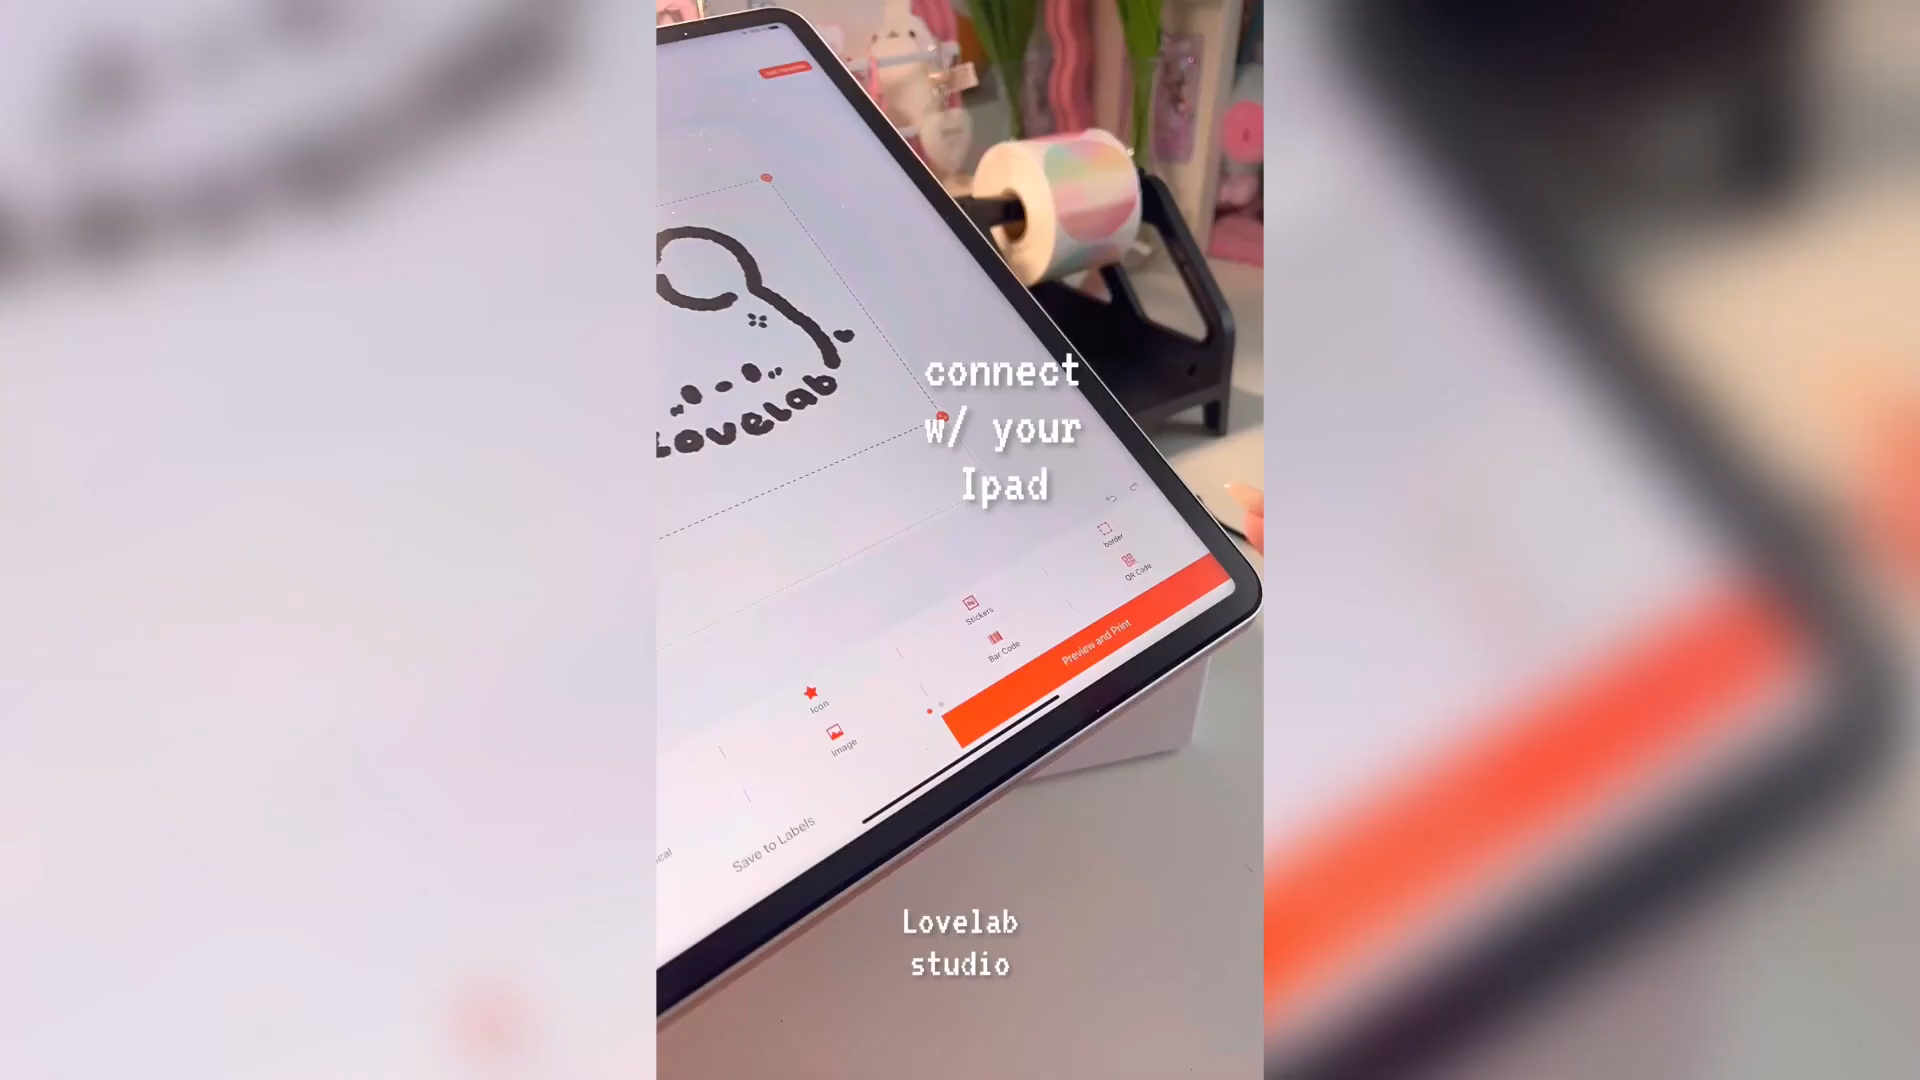 connect
w/ your
Ipad
Lovelab
border
QR Code
Stickers
Bar Code
Preview and Print
Icon
Image
Save to Labels
Lovelab
studio